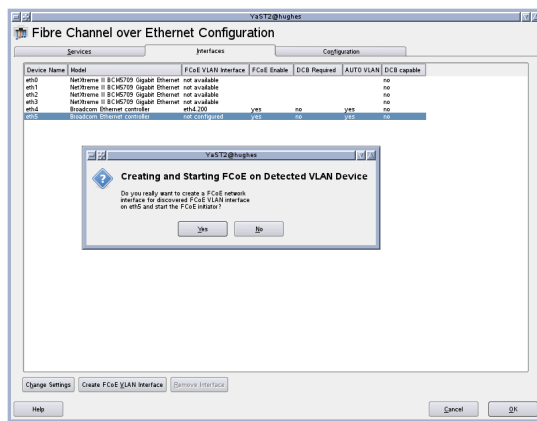 YaST2@hughes
Fibre Channel over Ethernet Configuration
Services Interfaces Configuration
Device Name Model FCoE VLAN Interface FCoE Enable DCB Required AUTO VLAN DCB capable
eth0 NetXtreme II BCM5709 Gigabit Ethernet not available no
eth1 NetXtreme II BCM5709 Gigabit Ethernet not available no
eth2 NetXtreme II BCM5709 Gigabit Ethernet not available no
eth3 NetXtreme II BCM5709 Gigabit Ethernet not available no
eth4 Broadcom Ethernet controller eth4.200 yes no yes no
eth5 Broadcom Ethernet controller not configured yes no yes no
YaST2@hughes
Creating and Starting FCoE on Detected VLAN Device
Do you really want to create a FCoE network
interface for discovered FCoE VLAN interface
on eth5 and start the FCoE initiator?
Yes No
Change Settings Create FCoE VLAN Interface Remove Interface
Help Cancel OK